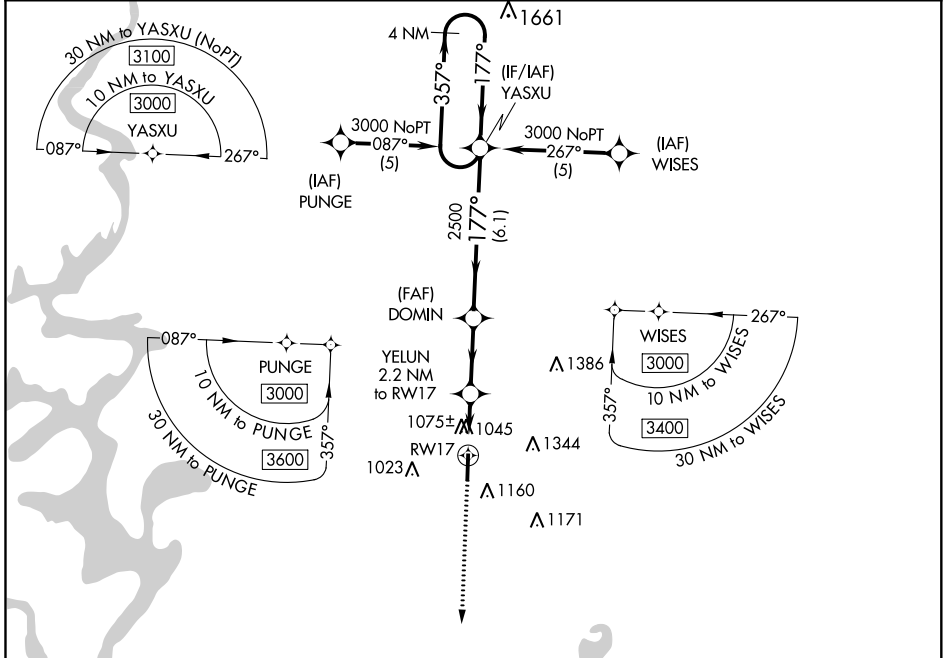 1661
4 NM
357°
177°
(IF/IAF)
YASXU
30 NM to YASXU (NoPT)
3100
10 NM to YASXU
3000
YASXU
087°
267°
3000 NoPT
087°
(5)
(IAF)
PUNGE
3000 NoPT
267°
(5)
(IAF)
WISES
2500
177°
(6.1)
(FAF)
DOMIN
YELUN
2.2 NM
to RW17
1075±
1045
RW17
1023
1160
1171
1344
1386
087°
PUNGE
3000
10 NM to PUNGE
3600
30 NM to PUNGE
357°
267°
WISES
3000
10 NM to WISES
3400
30 NM to WISES
357°